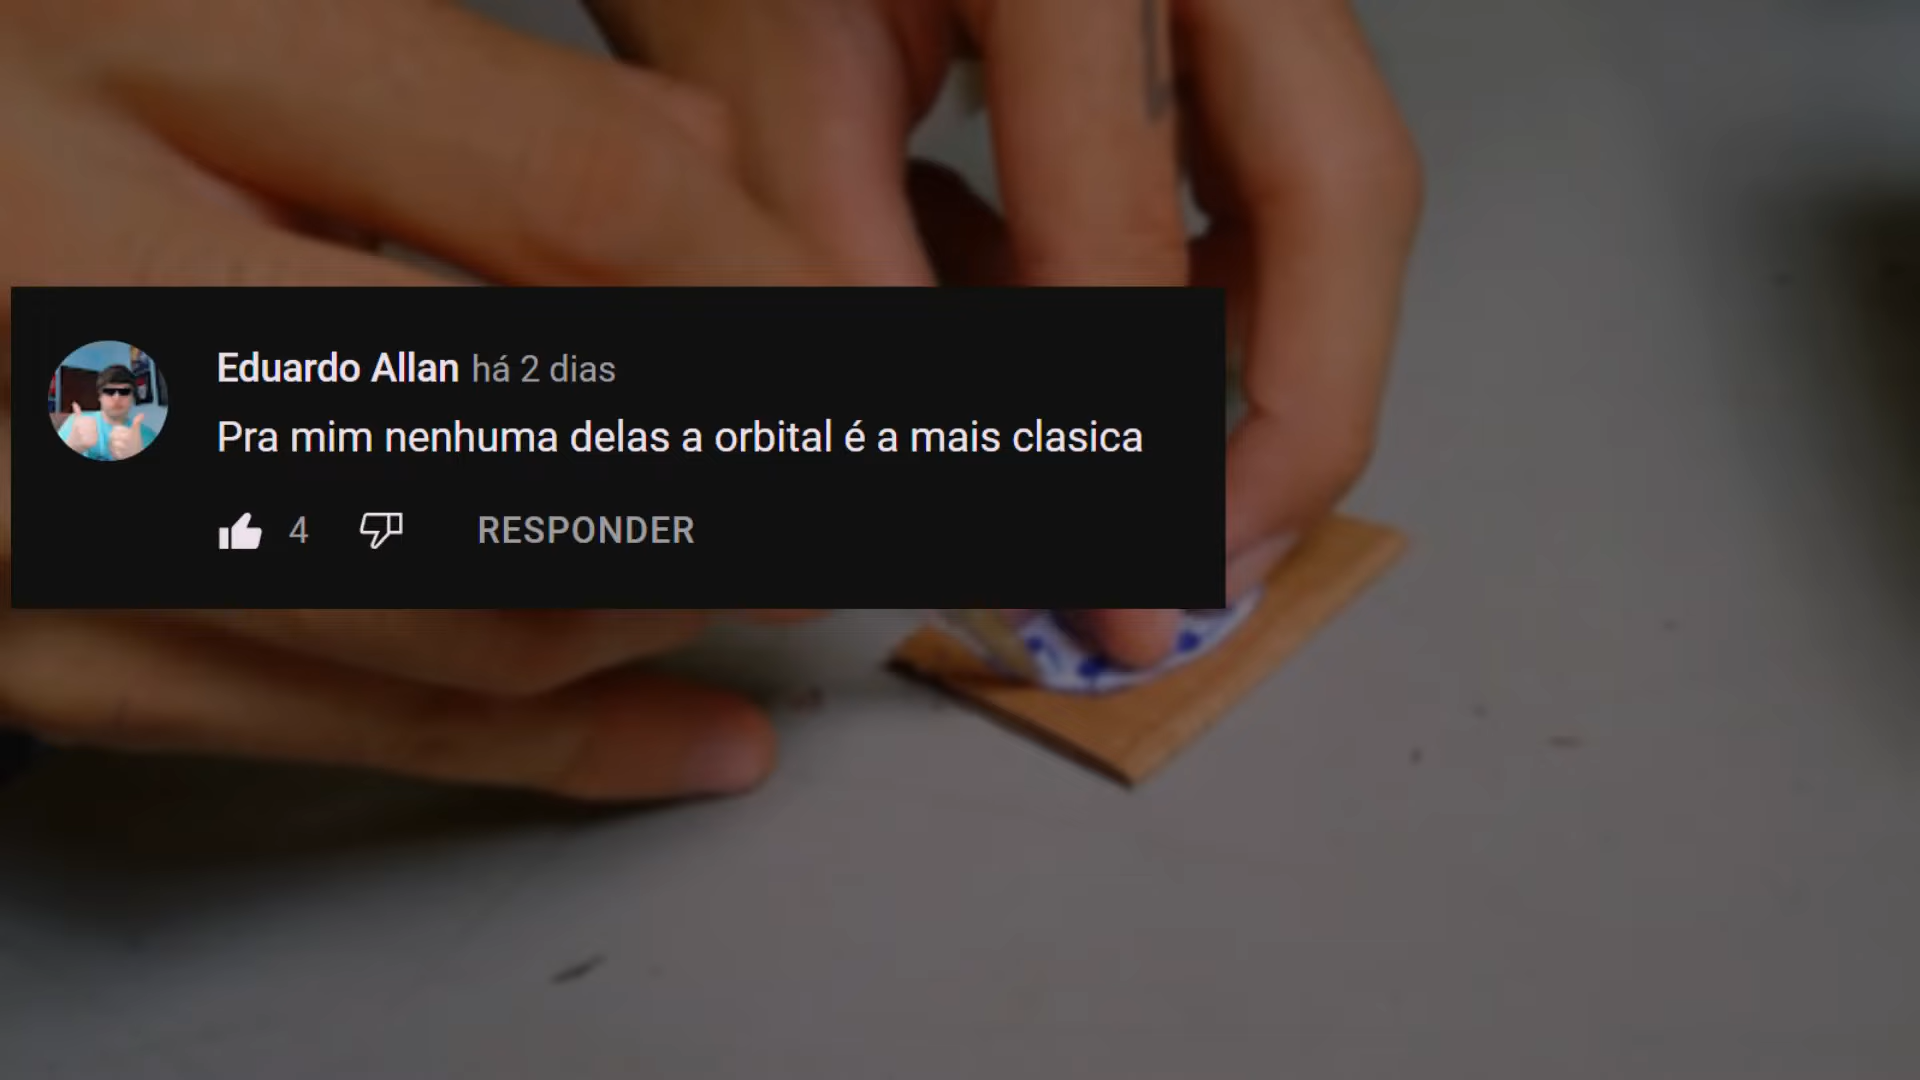 Eduardo Allan há 2 dias
Pra mim nenhuma delas a orbital é a mais clasica
4 RESPONDER